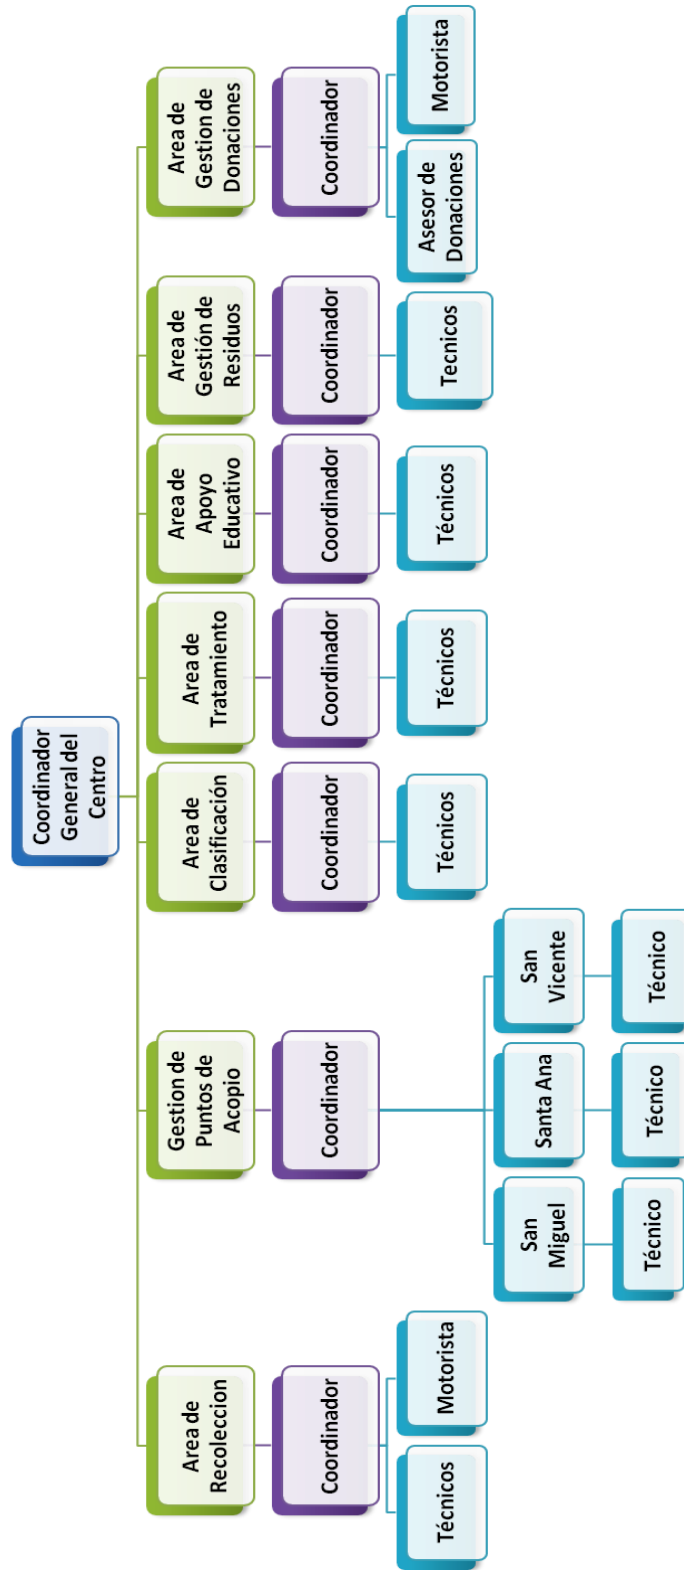 Coordinador
General del
Centro
Area de
Recoleccion
Gestion de
Puntos de
Acopio
Area de
Clasificación
Area de
Tratamiento
Area de
Apoyo
Educativo
Area de
Gestión de
Residuos
Area de
Gestion de
Donaciones
Coordinador
Coordinador
Coordinador
Coordinador
Coordinador
Coordinador
Coordinador
Técnicos
Motorista
Técnicos
Técnicos
Técnicos
Tecnicos
Asesor de
Donaciones
Motorista
San
Miguel
Santa Ana
San
Vicente
Técnico
Técnico
Técnico